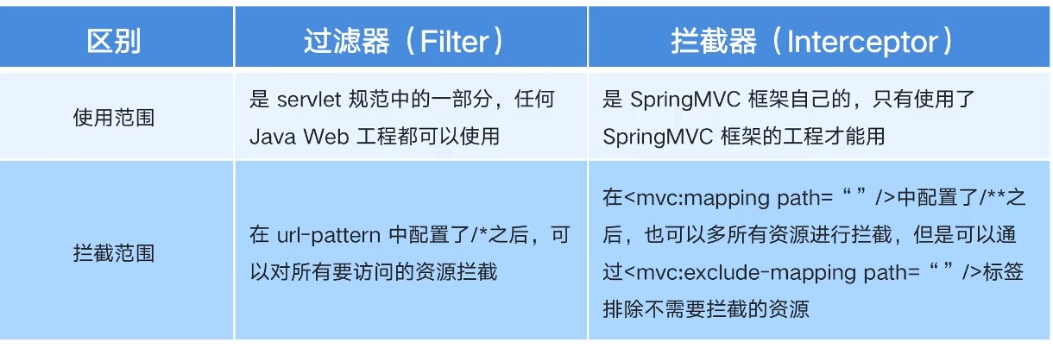 区别
过滤器（Filter）
拦截器（Interceptor）
使用范围
是 servlet 规范中的一部分，任何
Java Web 工程都可以使用
是 SpringMVC 框架自己的，只有使用了
SpringMVC 框架的工程才能用
拦截范围
在 url-pattern 中配置了/*之后，可
以对所有要访问的资源拦截
在<mvc:mapping path=“”/>中配置了/**之
后，也可以多所有资源进行拦截，但是可以通
过<mvc:exclude-mapping path=“”/>标签
排除不需要拦截的资源